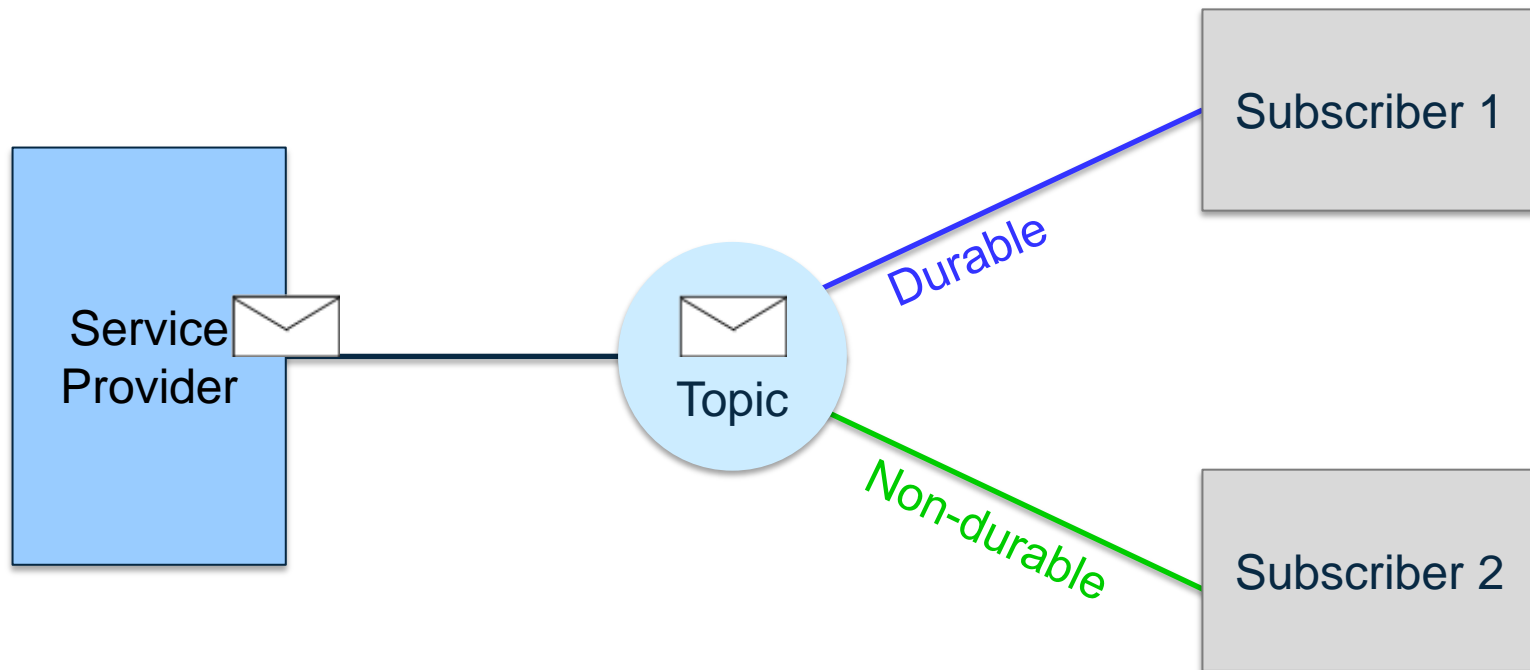 Service
Provider
Topic
Durable
Non-durable
Subscriber 1
Subscriber 2